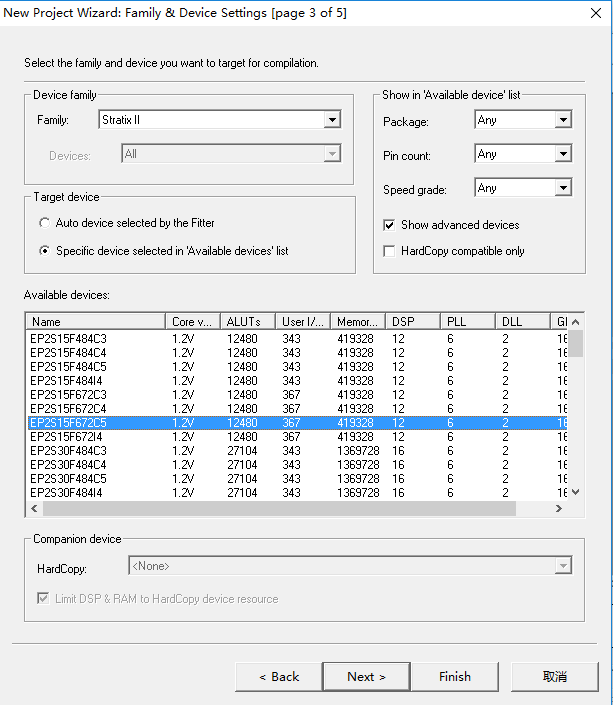 New Project Wizard: Family & Device Settings [page 3 of 5]
Select the family and device you want to target for compilation.
Device family
Family: Stratix II
Devices: All
Show in 'Available device' list
Package: Any
Pin count: Any
Speed grade: Any
Show advanced devices
HardCopy compatible only
Target device
Auto device selected by the Fitter
Specific device selected in 'Available devices' list
Available devices:
Name Core v... ALUTs User I/... Memor... DSP PLL DLL Gl
EP2S15F484C3 1.2V 12480 343 419328 12 6 2 16
EP2S15F484C4 1.2V 12480 343 419328 12 6 2 16
EP2S15F484C5 1.2V 12480 343 419328 12 6 2 16
EP2S15F484I4 1.2V 12480 343 419328 12 6 2 16
EP2S15F672C3 1.2V 12480 367 419328 12 6 2 16
EP2S15F672C4 1.2V 12480 367 419328 12 6 2 16
EP2S15F672C5 1.2V 12480 367 419328 12 6 2 16
EP2S15F672I4 1.2V 12480 367 419328 12 6 2 16
EP2S30F484C3 1.2V 27104 343 1369728 16 6 2 16
EP2S30F484C4 1.2V 27104 343 1369728 16 6 2 16
EP2S30F484C5 1.2V 27104 343 1369728 16 6 2 16
EP2S30F484I4 1.2V 27104 343 1369728 16 6 2 16
Companion device
HardCopy: <None>
Limit DSP & RAM to HardCopy device resource
< Back Next > Finish 取消